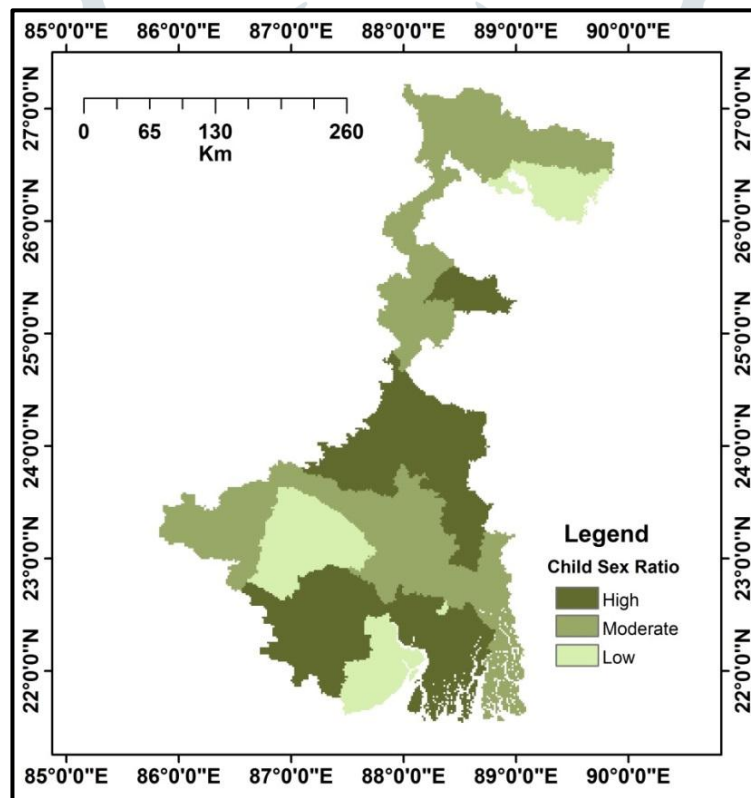 85°0'0"E 86°0'0"E 87°0'0"E 88°0'0"E 89°0'0"E 90°0'0"E
27°0'0"N 27°0'0"N
0 65 130 260
Km
26°0'0"N 26°0'0"N
25°0'0"N 25°0'0"N
24°0'0"N 24°0'0"N
23°0'0"N 23°0'0"N
22°0'0"N 22°0'0"N
Legend
Child Sex Ratio
High
Moderate
Low
85°0'0"E 86°0'0"E 87°0'0"E 88°0'0"E 89°0'0"E 90°0'0"E